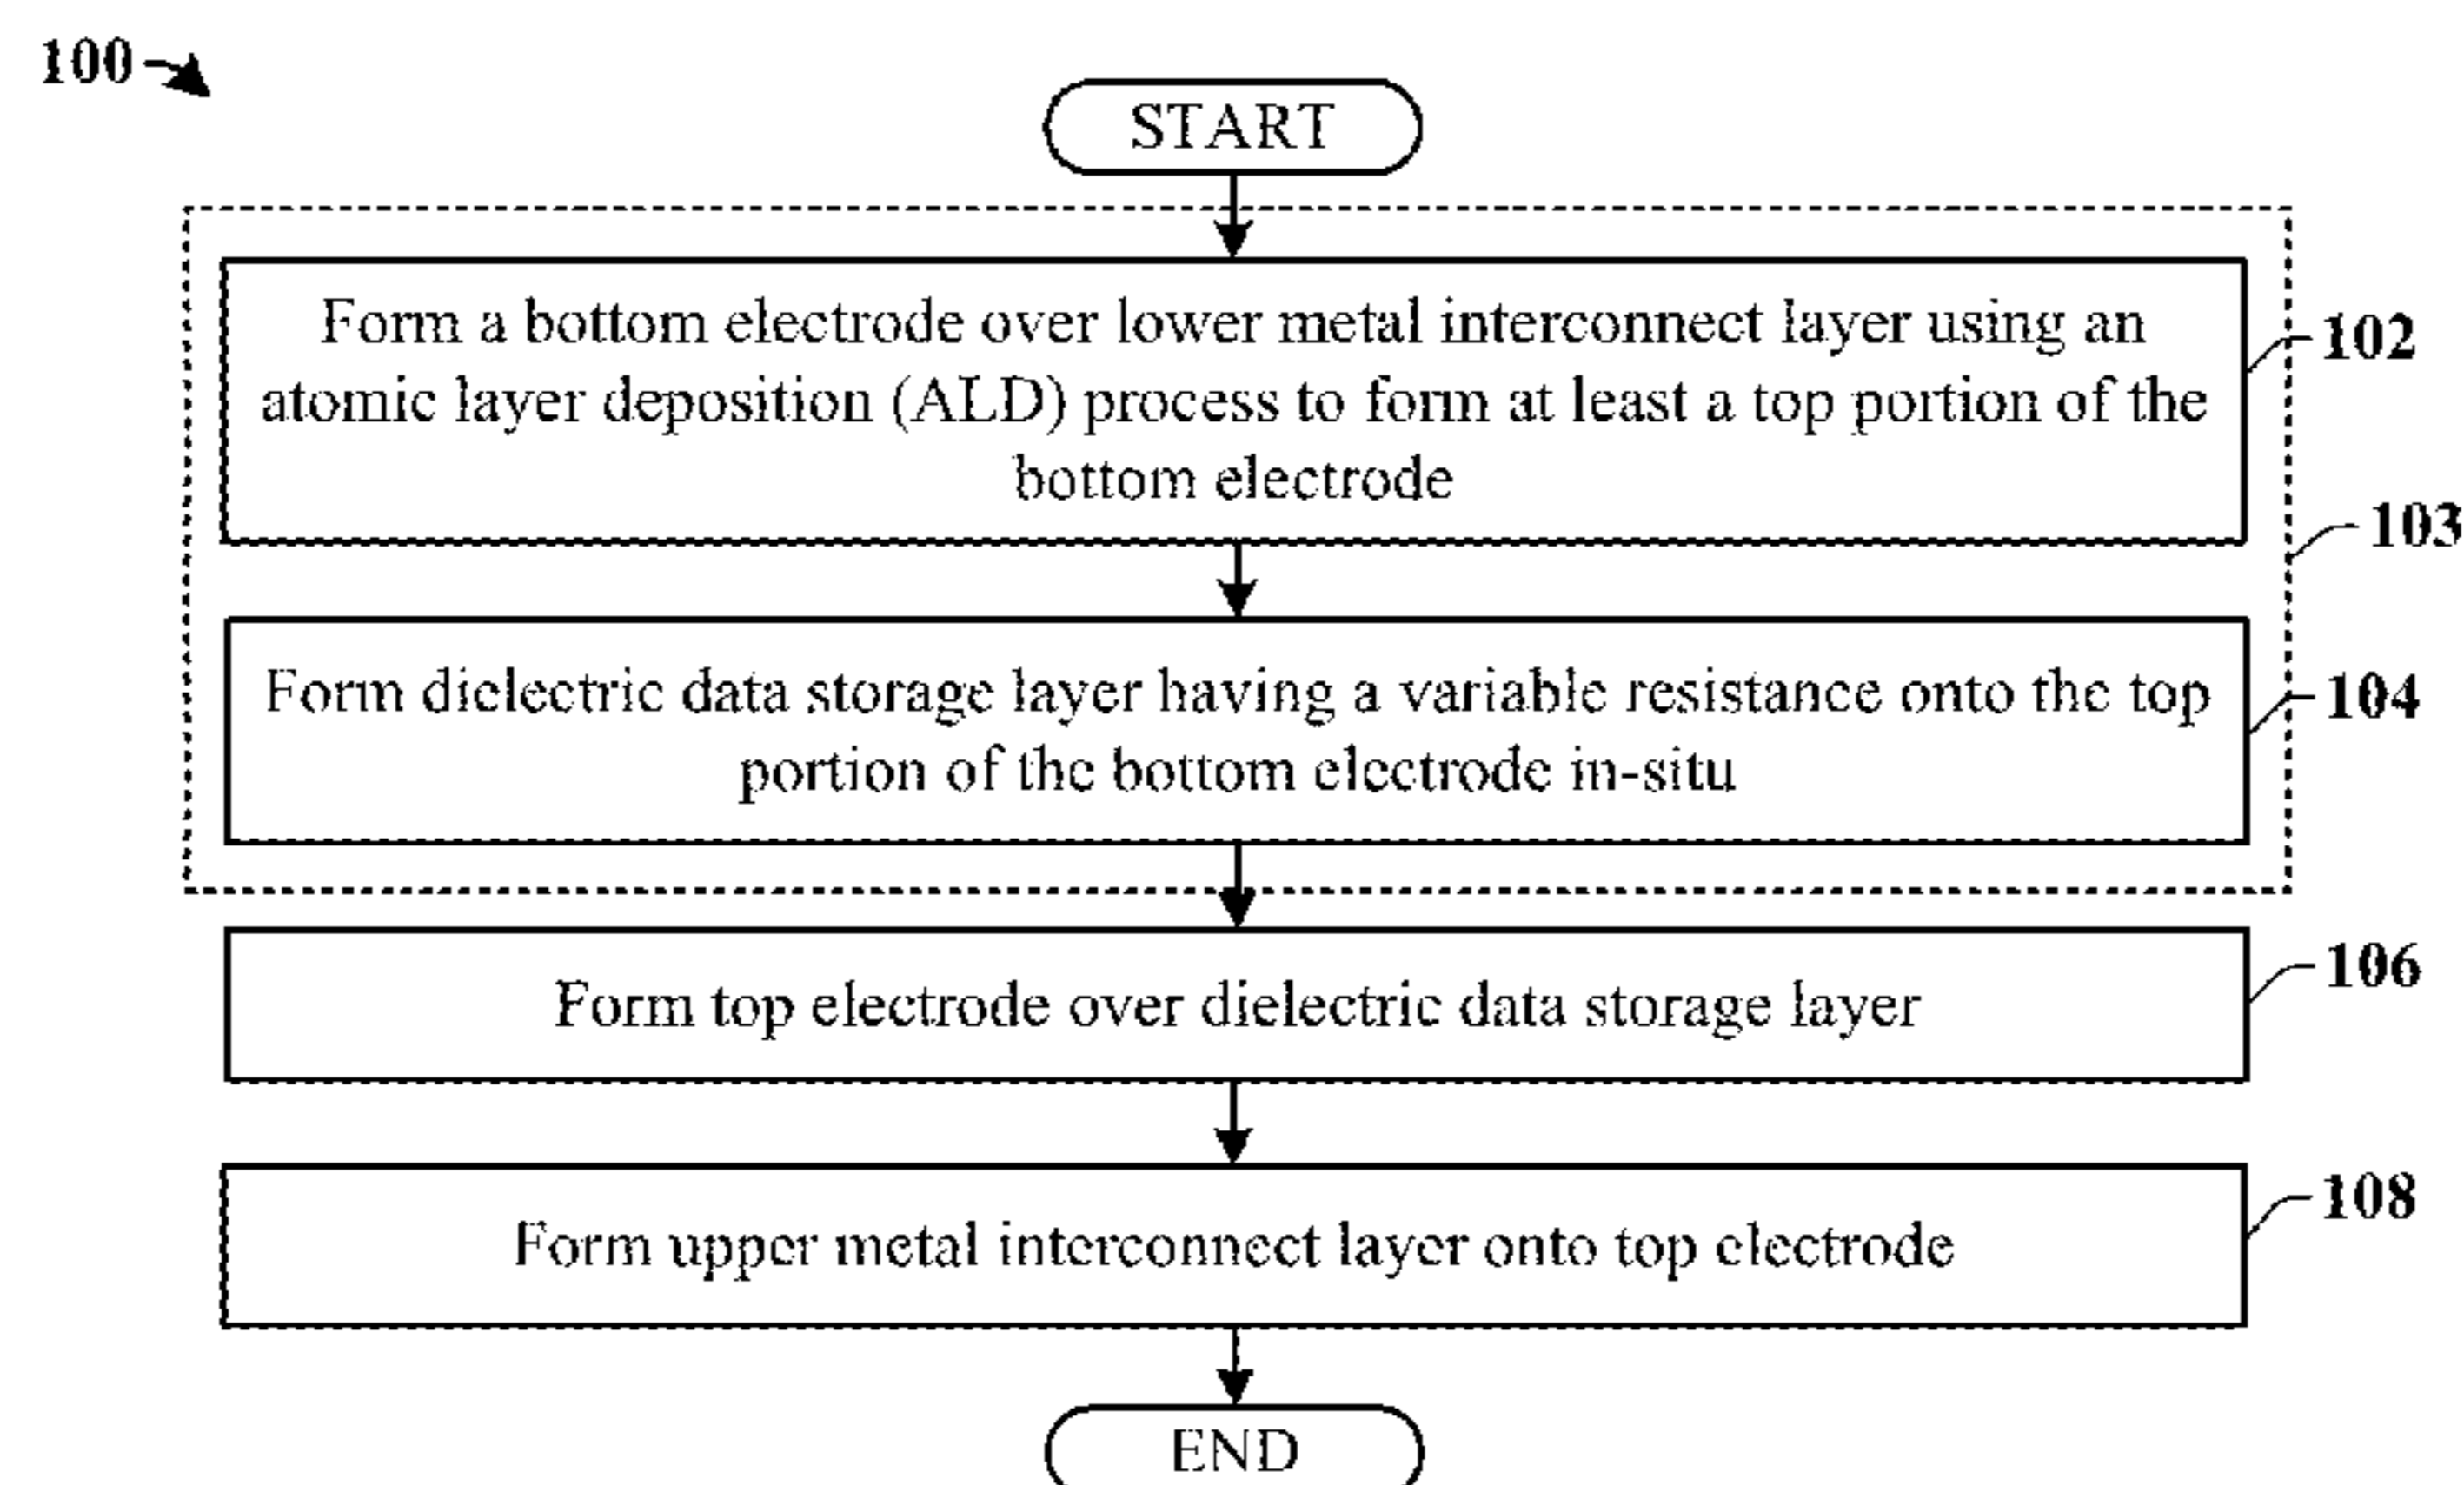 100
START
Form a bottom electrode over lower metal interconnect layer using an
atomic layer deposition (ALD) process to form at least a top portion of the
bottom electrode
102
103
Form dielectric data storage layer having a variable resistance onto the top
portion of the bottom electrode in-situ
104
Form top electrode over dielectric data storage layer
106
Form upper metal interconnect layer onto top electrode
108
END